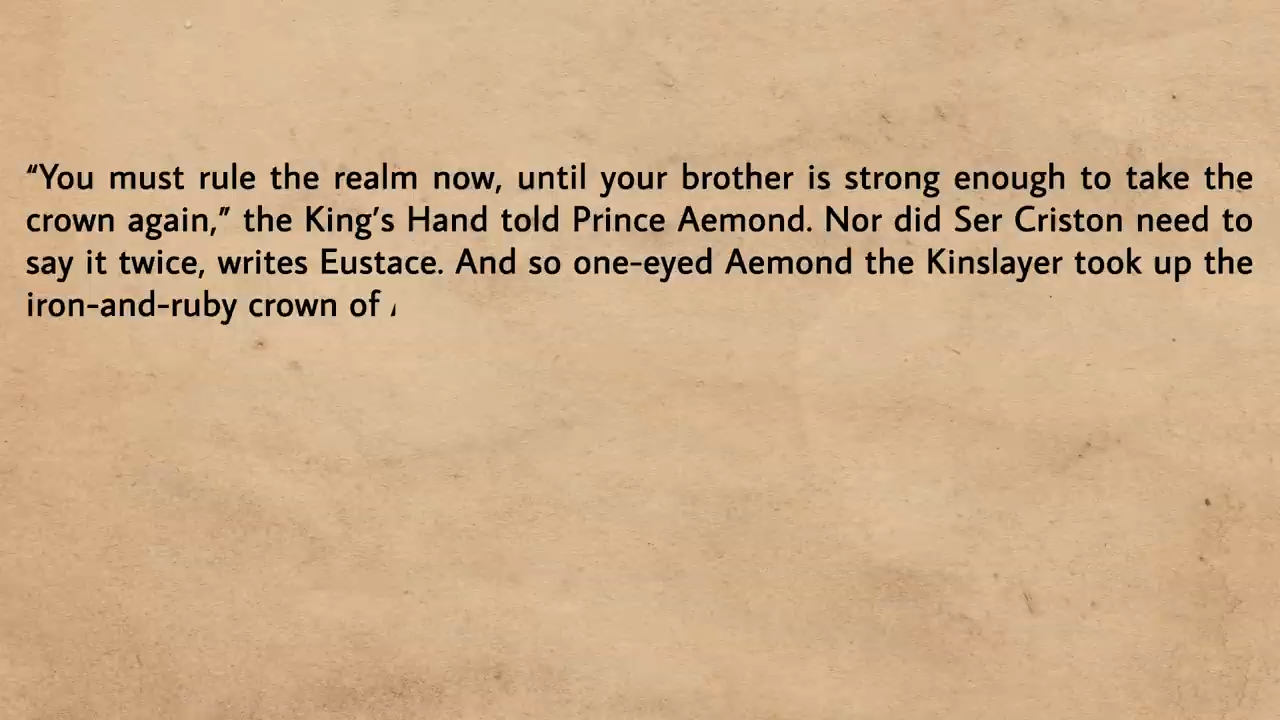 “You must rule the realm now, until your brother is strong enough to take the
crown again,” the King’s Hand told Prince Aemond. Nor did Ser Criston need to
say it twice, writes Eustace. And so one-eyed Aemond the Kinslayer took up the
iron-and-ruby crown of